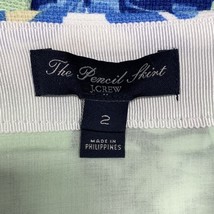 The Pencil Skirt
J.CREW
2
MADE IN
PHILIPPINES